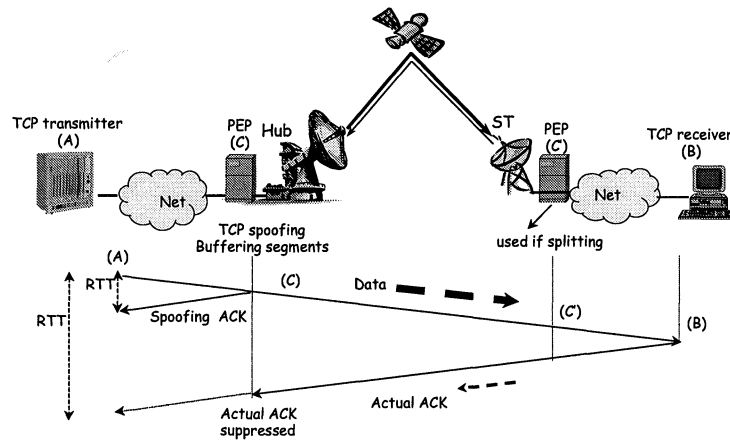 TCP transmitter
(A)
PEP
(C)
Hub
ST
PEP
(C')
TCP receiver
(B)
Net
Net
TCP spoofing
Buffering segments
used if splitting
(A)
RTT
(C)
Data
(C')
(B)
RTT
Spoofing ACK
Actual ACK
Actual ACK
suppressed